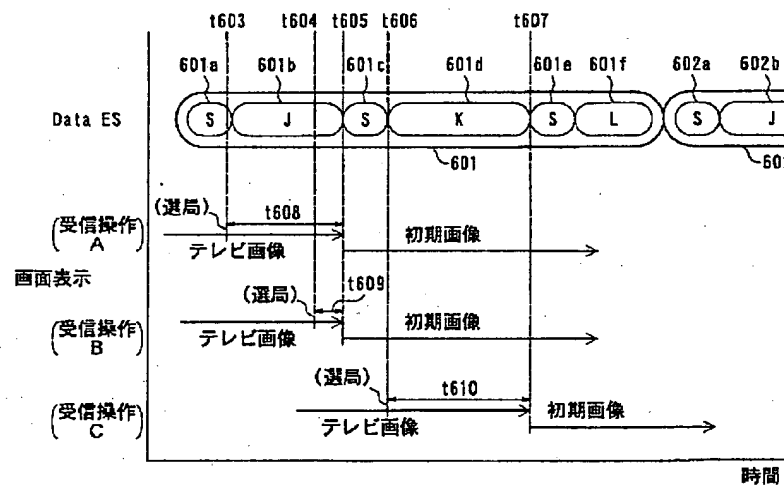 t603 t604 t605 t606 t607
601a 601b 601c 601d 601e 601f 602a 602b
Data ES
S J S K S L S J
601
(選局) t608
(受信操作A)
テレビ画像
初期画像
画面表示
(選局) t609
(受信操作B)
テレビ画像
初期画像
(選局) t610
(受信操作C)
テレビ画像
初期画像
時間